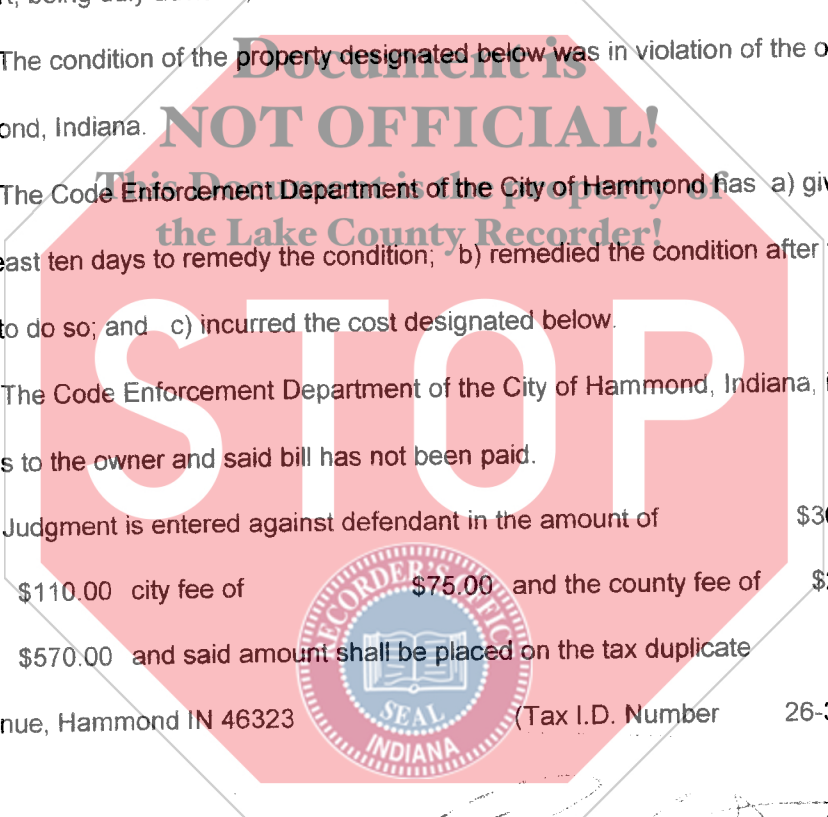 Document is
The condition of the property designated below was in violation of the
NOT OFFICIAL!
ond, Indiana.
This Document is the property of
The Code Enforcement Department of the City of Hammond has a) giv
the Lake County Recorder!
east ten days to remedy the condition; b) remedied the condition after
to do so; and c) incurred the cost designated below.
STOP
The Code Enforcement Department of the City of Hammond, Indiana,
s to the owner and said bill has not been paid.
Judgment is entered against defendant in the amount of $3
$110.00 city fee of $75.00 and the county fee of $
$570.00 and said amount shall be placed on the tax duplicate
nue, Hammond IN 46323 (Tax I.D. Number 26-
RECORDER'S OFFICE
SEAL
INDIANA